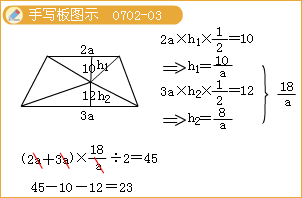 手写板图示 0702-03
2a
10 h₁
12 h₂
3a
2a×h₁×1/2=10
⇒h₁=10/a
3a×h₂×1/2=12
⇒h₂=8/a
} 18/a
(2a+3a)×18/a÷2=45
45-10-12=23